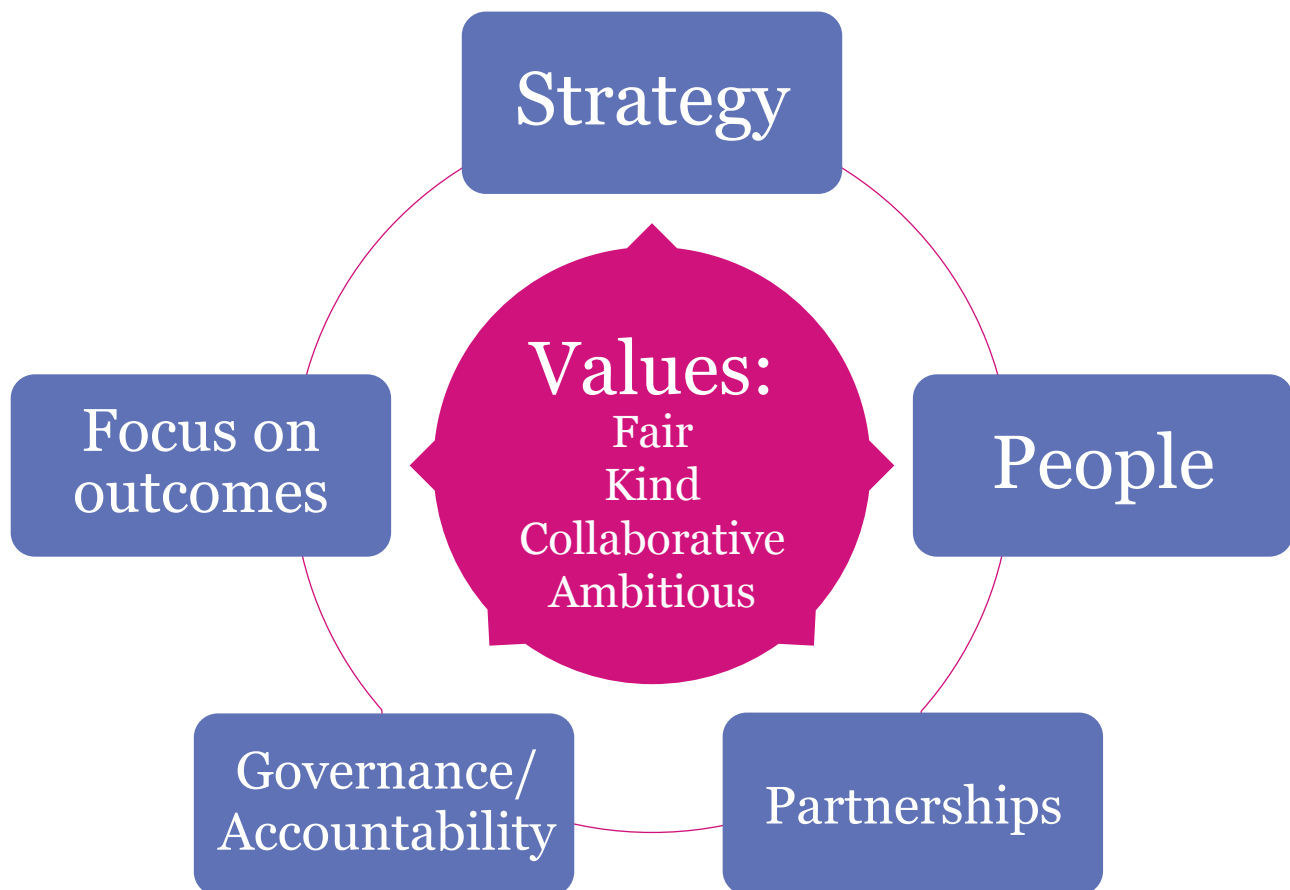 Strategy
Values:
Fair
Kind
Collaborative
Ambitious
Focus on
outcomes
People
Governance/
Accountability
Partnerships